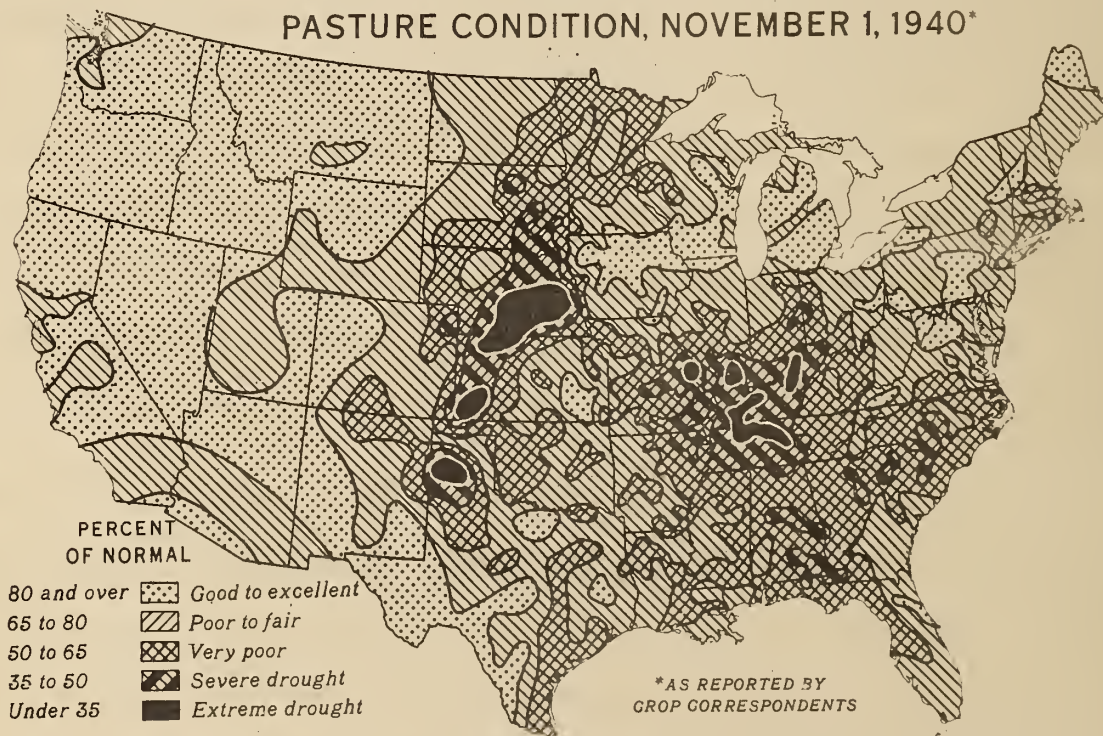 PASTURE CONDITION, NOVEMBER 1, 1940*
PERCENT
OF NORMAL
80 and over Good to excellent
65 to 80 Poor to fair
50 to 65 Very poor
35 to 50 Severe drought
Under 35 Extreme drought
*AS REPORTED BY
CROP CORRESPONDENTS